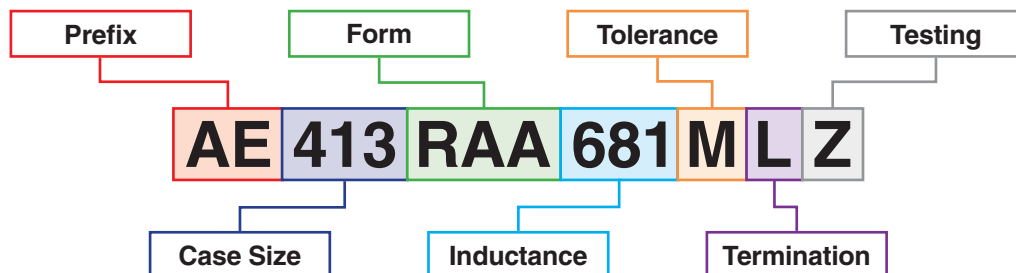 Prefix Form Tolerance Testing
AE 413 RAA 681 M L Z
Case Size Inductance Termination